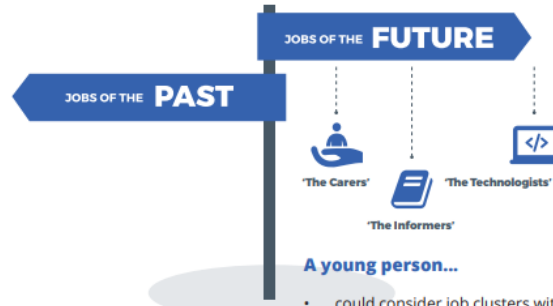 JOBS OF THE FUTURE
JOBS OF THE PAST
</>
'The Carers'
'The Technologists'
'The Informers'
A young person...
• could consider job clusters wit